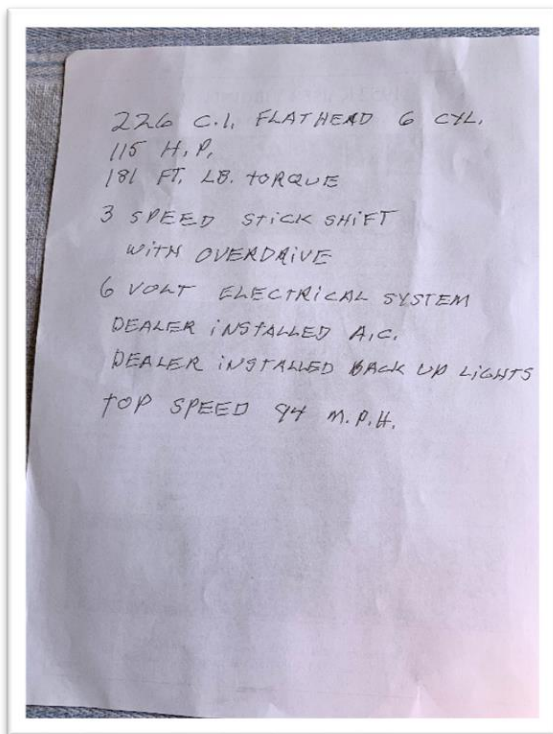 226 C.I. FLATHEAD 6 CYL.
115 H.P.
181 FT. LB. TORQUE
3 SPEED STICK SHIFT
WITH OVERDRIVE
6 VOLT ELECTRICAL SYSTEM
DEALER INSTALLED A.C.
DEALER INSTALLED BACK UP LIGHTS
TOP SPEED 94 M.P.H.